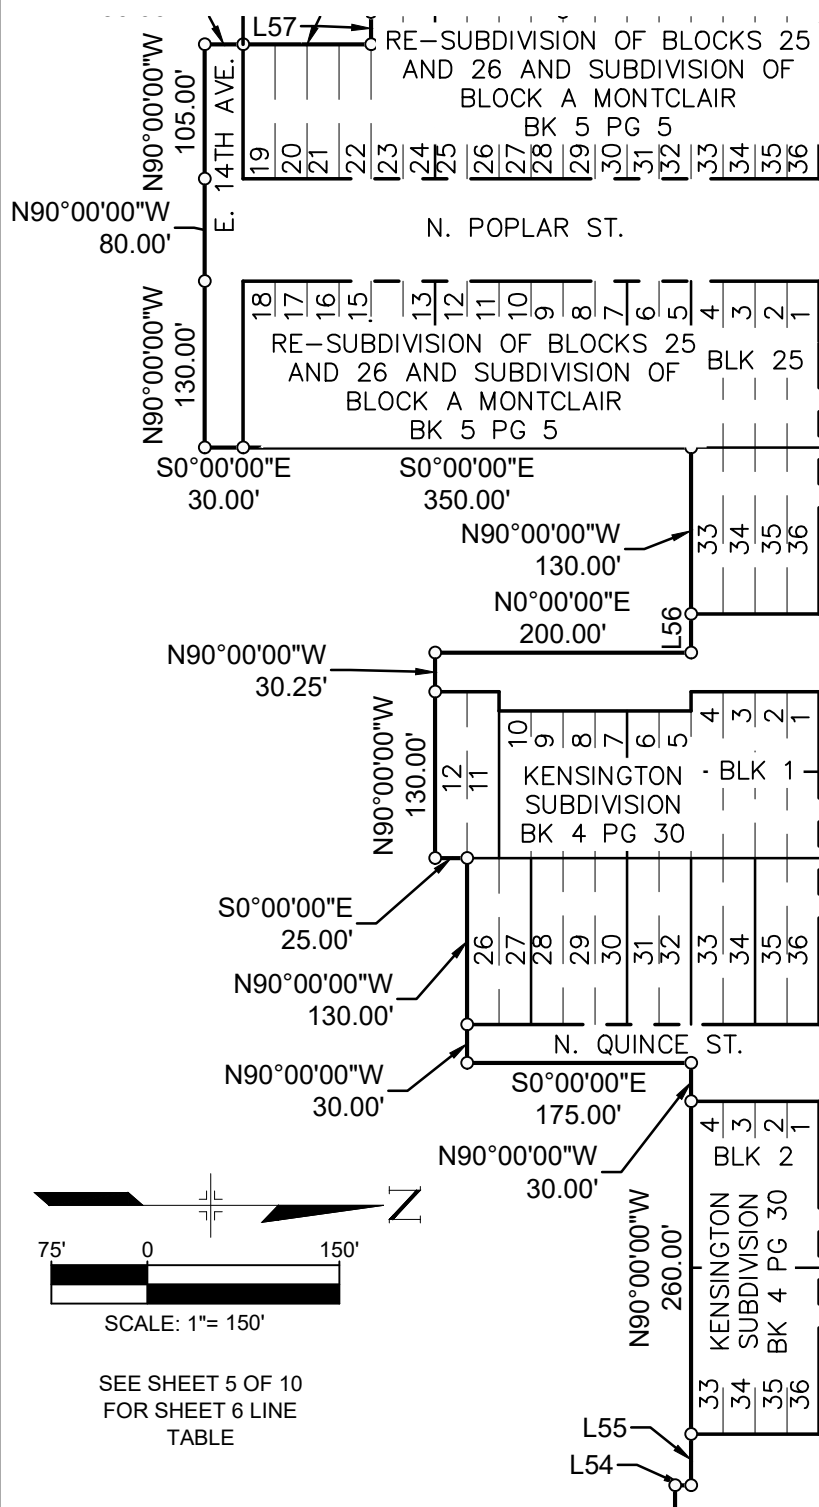 L57
RE-SUBDIVISION OF BLOCKS 25
AND 26 AND SUBDIVISION OF
BLOCK A MONTCLAIR
BK 5 PG 5
N90°00'00"W
105.00'
E. 14TH AVE.
19 20 21 22 23 24 25 26 27 28 29 30 31 32 33 34 35 36
N90°00'00"W
80.00'
N. POPLAR ST.
N90°00'00"W
130.00'
18 17 16 15 13 12 11 10 9 8 7 6 5 4 3 2 1
RE-SUBDIVISION OF BLOCKS 25
AND 26 AND SUBDIVISION OF
BLOCK A MONTCLAIR
BK 5 PG 5
BLK 25
S0°00'00"E
30.00'
S0°00'00"E
350.00'
N90°00'00"W
130.00'
33 34 35 36
N0°00'00"E
200.00'
L56
N90°00'00"W
30.25'
N90°00'00"W
130.00'
12 11 10 9 8 7 6 5 4 3 2 1
KENSINGTON
SUBDIVISION
BK 4 PG 30
BLK 1
S0°00'00"E
25.00'
26 27 28 29 30 31 32 33 34 35 36
N90°00'00"W
130.00'
N. QUINCE ST.
N90°00'00"W
30.00'
S0°00'00"E
175.00'
N90°00'00"W
30.00'
4 3 2 1
BLK 2
N90°00'00"W
260.00'
KENSINGTON
SUBDIVISION
BK 4 PG 30
33 34 35 36
N
75' 0 150'
SCALE: 1"= 150'
SEE SHEET 5 OF 10
FOR SHEET 6 LINE
TABLE
L55
L54